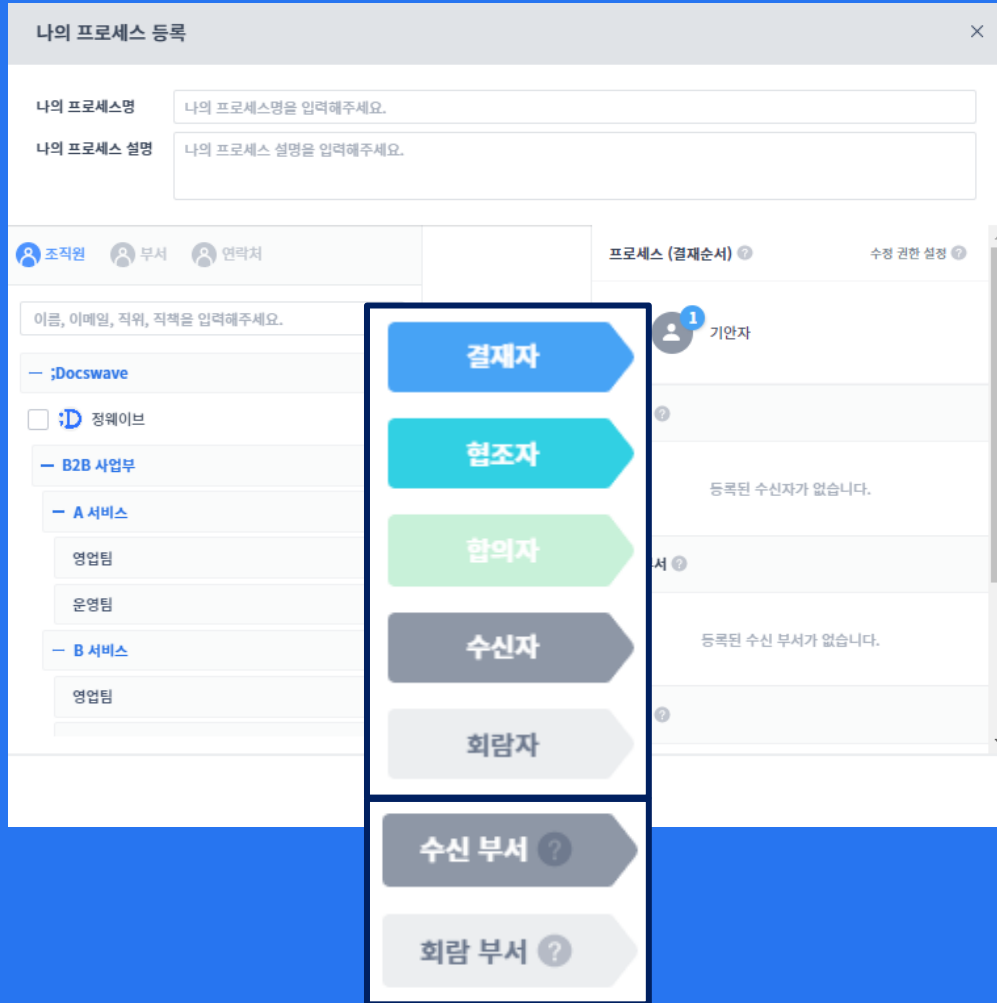 나의 프로세스 등록
나의 프로세스명
나의 프로세스명을 입력해주세요.
나의 프로세스 설명
나의 프로세스 설명을 입력해주세요.
조직원 부서 연락처
이름, 이메일, 직위, 직책을 입력해주세요.
;Docswave
;D 정웨이브
B2B 사업부
A 서비스
영업팀
운영팀
B 서비스
영업팀
결재자
협조자
합의자
수신자
회람자
수신 부서 ?
회람 부서 ?
프로세스 (결재순서) ? 수정 권한 설정 ?
1
기안자
?
등록된 수신자가 없습니다.
서 ?
등록된 수신 부서가 없습니다.
?